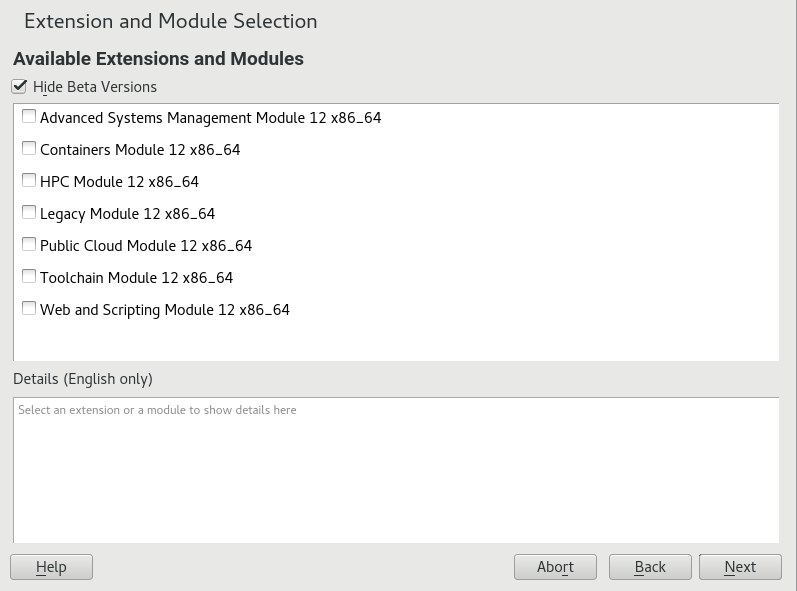 Extension and Module Selection
Available Extensions and Modules
Hide Beta Versions
Advanced Systems Management Module 12 x86_64
Containers Module 12 x86_64
HPC Module 12 x86_64
Legacy Module 12 x86_64
Public Cloud Module 12 x86_64
Toolchain Module 12 x86_64
Web and Scripting Module 12 x86_64
Details (English only)
Select an extension or a module to show details here
Help Abort Back Next